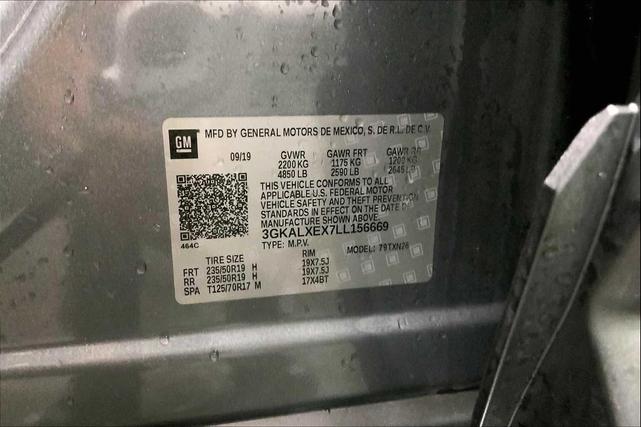 GM
MFD BY GENERAL MOTORS DE MEXICO, S. DE R.L. DE C.V.
09/19 GVWR GAWR FRT GAWR RR
2200 KG 1175 KG 1200 KG
4850 LB 2590 LB 2645 LB
THIS VEHICLE CONFORMS TO ALL
APPLICABLE U.S. FEDERAL MOTOR
VEHICLE SAFETY AND THEFT PREVENTION
STANDARDS IN EFFECT ON THE DATE OF
MANUFACTURE SHOWN ABOVE.
3GKALXEX7LL156669
464C
TYPE: M.P.V. MODEL: 79TXN26
TIRE SIZE RIM
FRT 235/50R19 H 19X7.5J
RR 235/50R19 H 19X7.5J
SPA T125/70R17 M 17X4BT